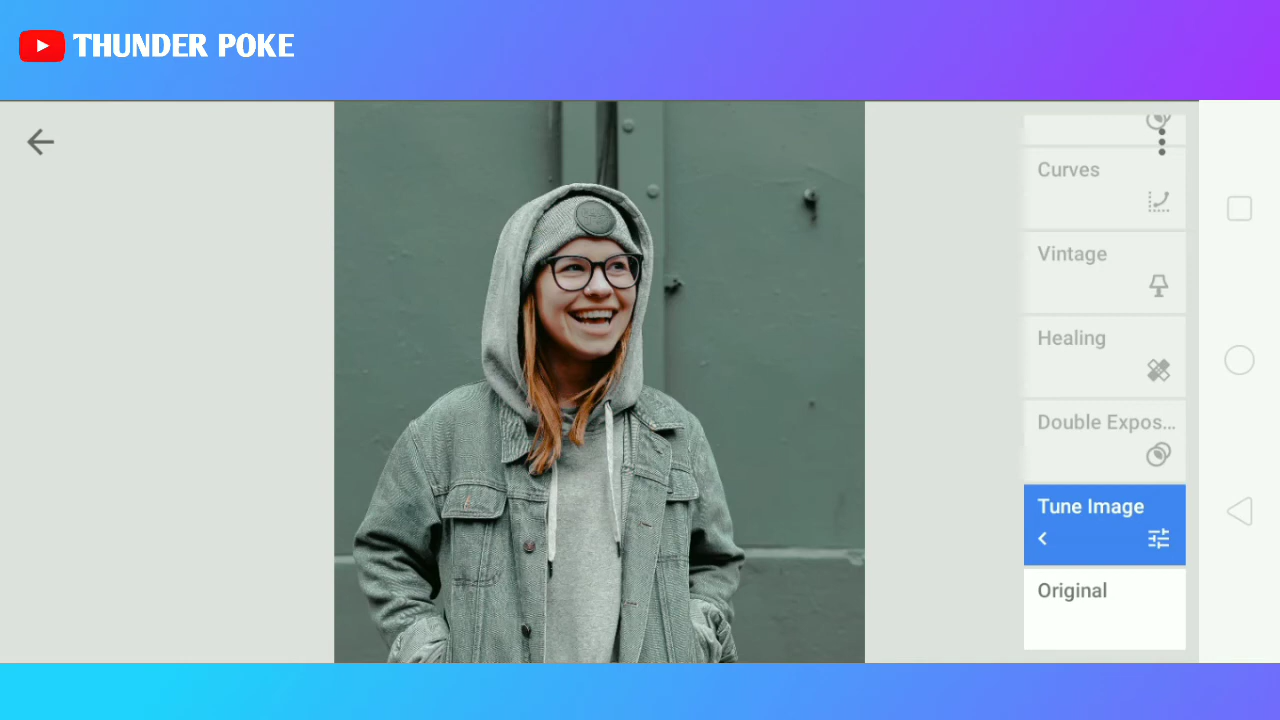 THUNDER POKE
Curves
Vintage
Healing
Double Expos...
Tune Image
Original